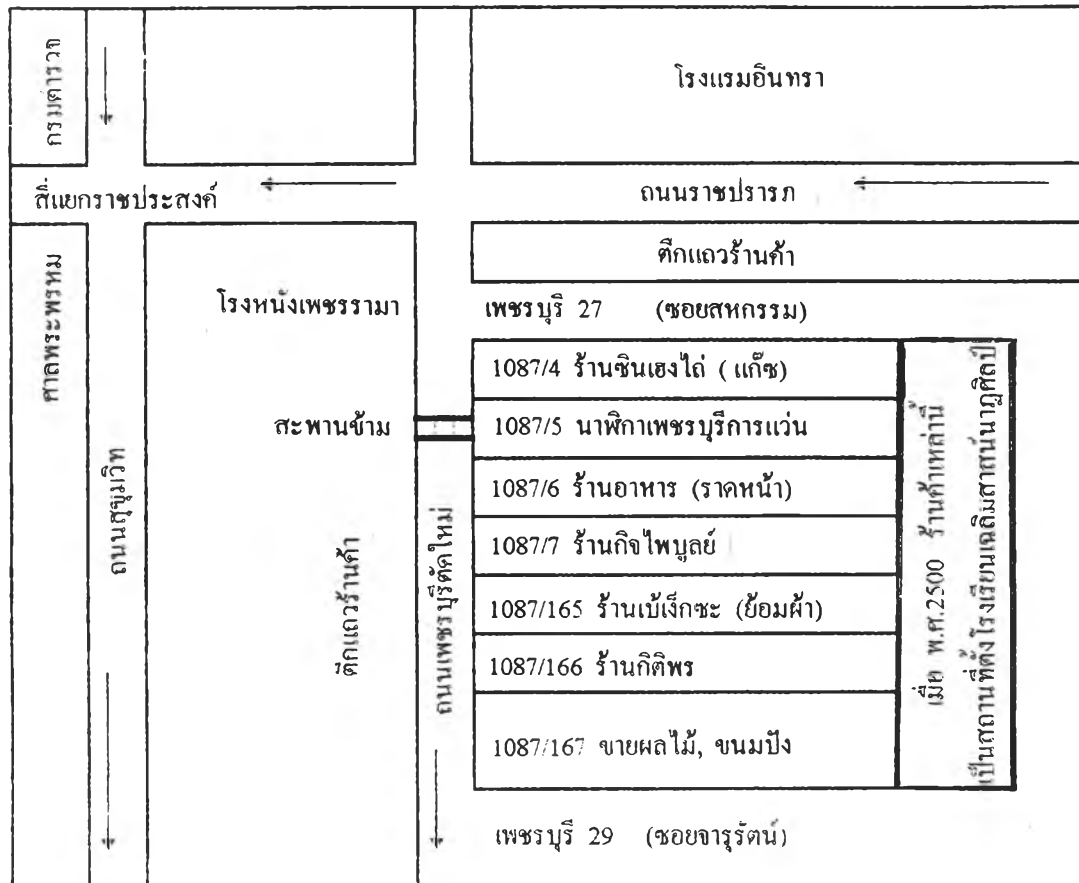 กรมตำรวจ
โรงแรมอินทรา
สี่แยกราชประสงค์
ถนนราชปรารภ
ตึกแถวร้านค้า
ศาลพระพรหม
โรงหนังเพชรรามา
เพชรบุรี 27 (ซอยสหกรรม)
1087/4 ร้านซินเฮงไถ่ (แก๊ซ)
สะพานข้าม
1087/5 นาฬิกาเพชรบุรีการแว่น
1087/6 ร้านอาหาร (ราดหน้า)
1087/7 ร้านกิจไพบูลย์
1087/165 ร้านเบ๊เง็กซะ (ย้อมผ้า)
1087/166 ร้านกิติพร
1087/167 ขายผลไม้, ขนมปัง
ถนนสุขุมวิท
ตึกแถวร้านค้า
ถนนเพชรบุรีตัดใหม่
เมื่อ พ.ศ.2500 ร้านค้าเหล่านี้
เป็นสถานที่ตั้งโรงเรียนเฉลิมสาสน์นาฏศิลป์
เพชรบุรี 29 (ซอยจารุรัตน์)